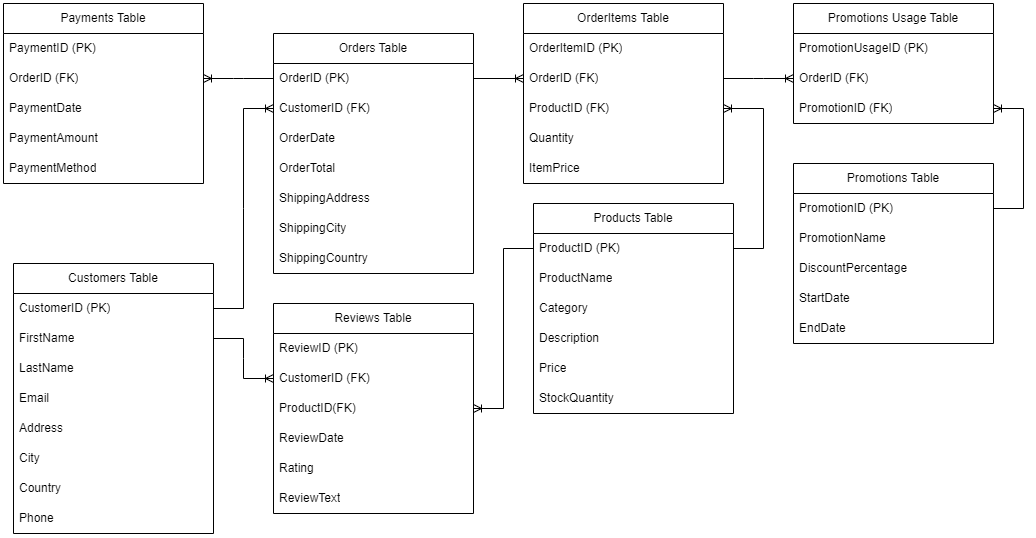 Payments Table
PaymentID (PK)
OrderID (FK)
PaymentDate
PaymentAmount
PaymentMethod
Orders Table
OrderID (PK)
CustomerID (FK)
OrderDate
OrderTotal
ShippingAddress
ShippingCity
ShippingCountry
OrderItems Table
OrderItemID (PK)
OrderID (FK)
ProductID (FK)
Quantity
ItemPrice
Promotions Usage Table
PromotionUsageID (PK)
OrderID (FK)
PromotionID (FK)
Customers Table
CustomerID (PK)
FirstName
LastName
Email
Address
City
Country
Phone
Reviews Table
ReviewID (PK)
CustomerID (FK)
ProductID(FK)
ReviewDate
Rating
ReviewText
Products Table
ProductID (PK)
ProductName
Category
Description
Price
StockQuantity
Promotions Table
PromotionID (PK)
PromotionName
DiscountPercentage
StartDate
EndDate